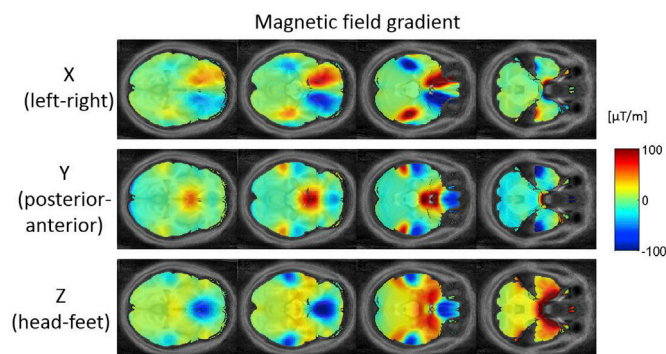 Magnetic field gradient
X
(left-right)
[μT/m]
100
Y
(posterior-
anterior)
0
-100
Z
(head-feet)